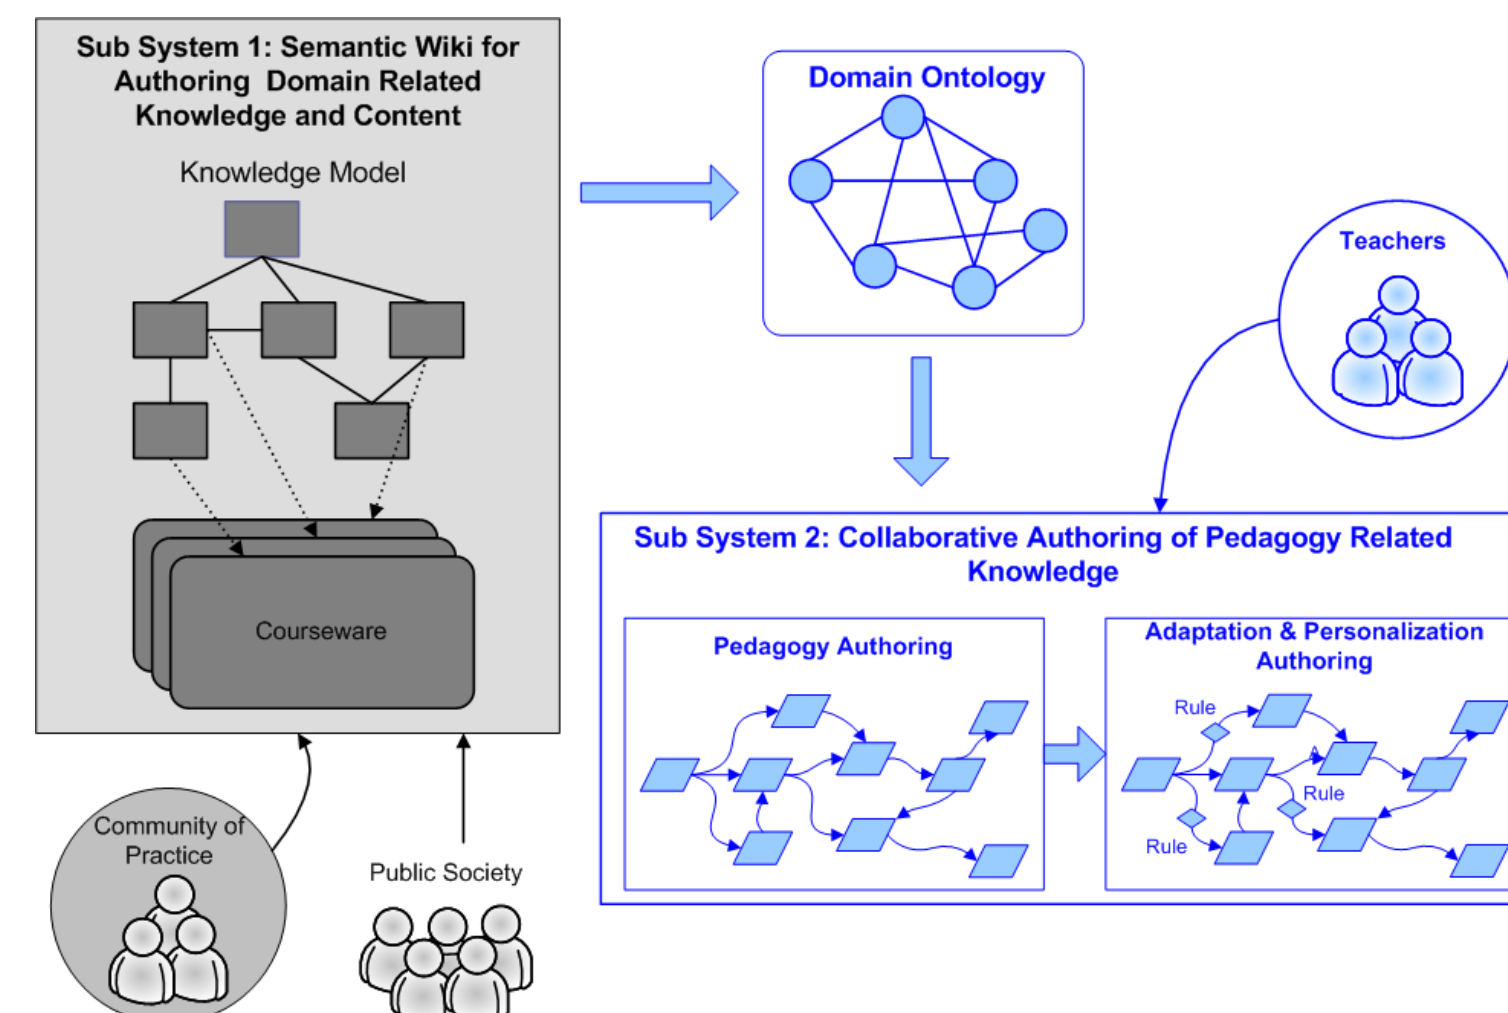 Sub System 1: Semantic Wiki for
Authoring Domain Related
Knowledge and Content
Knowledge Model
Courseware
Community of
Practice
Public Society
Domain Ontology
Teachers
Sub System 2: Collaborative Authoring of Pedagogy Related
Knowledge
Pedagogy Authoring
Adaptation & Personalization
Authoring
Rule
Rule
Rule